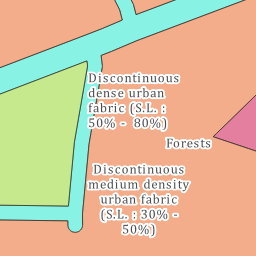 Discontinuous
dense urban
fabric (S.L. :
50% - 80%)
Forests
Discontinuous
medium density
urban fabric
(S.L. : 30% -
50%)